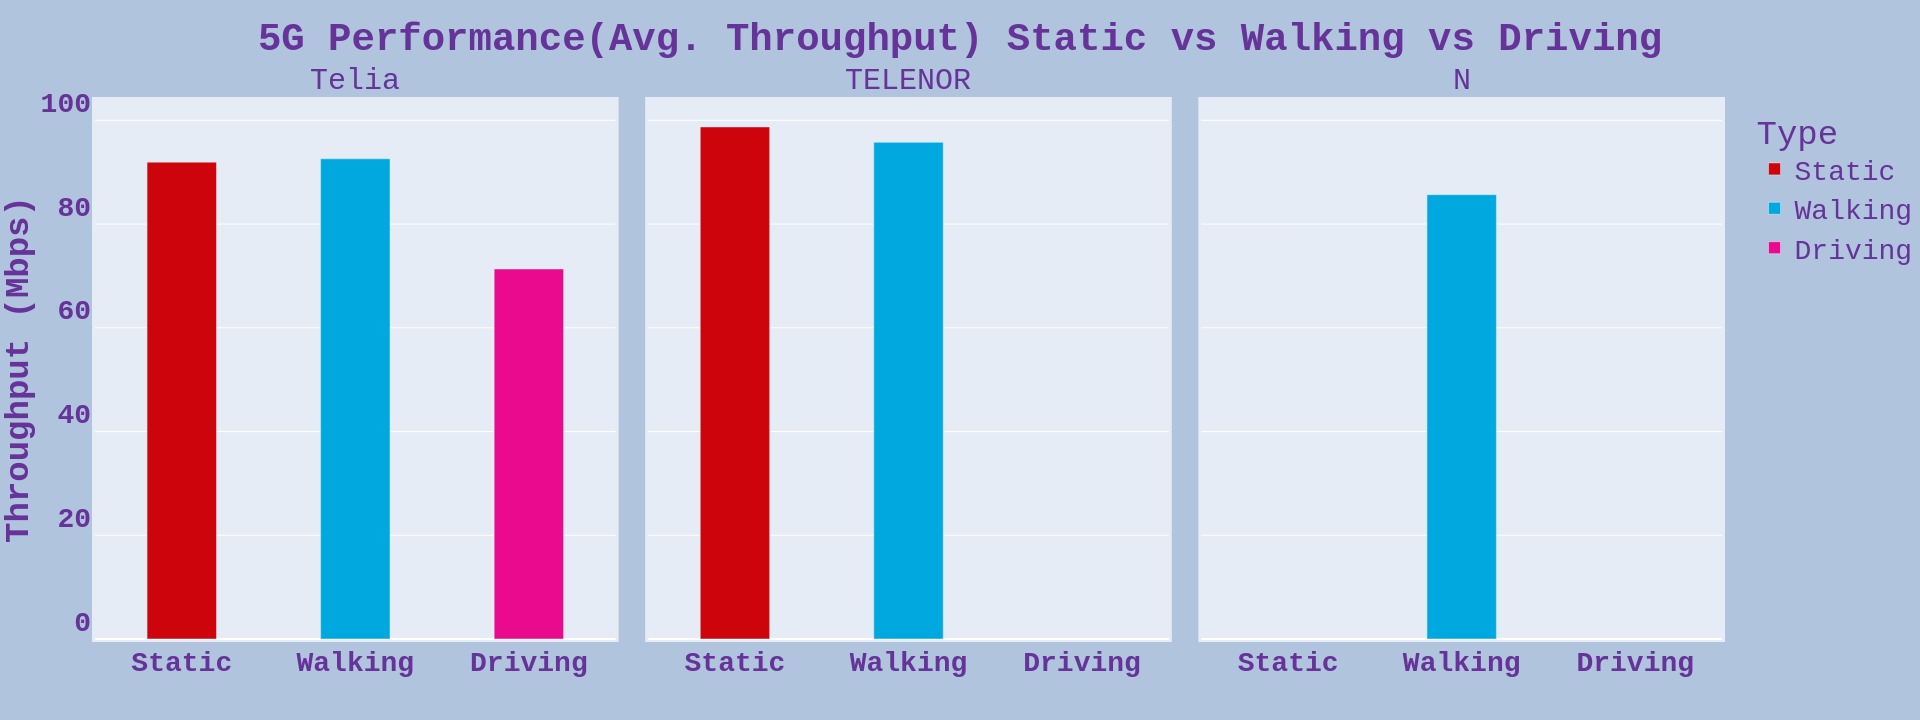 5G Performance(Avg. Throughput) Static vs Walking vs Driving
Telia
TELENOR
N
Throughput (Mbps)
100
80
60
40
20
0
Static Walking Driving
Static Walking Driving
Static Walking Driving
Type
Static
Walking
Driving